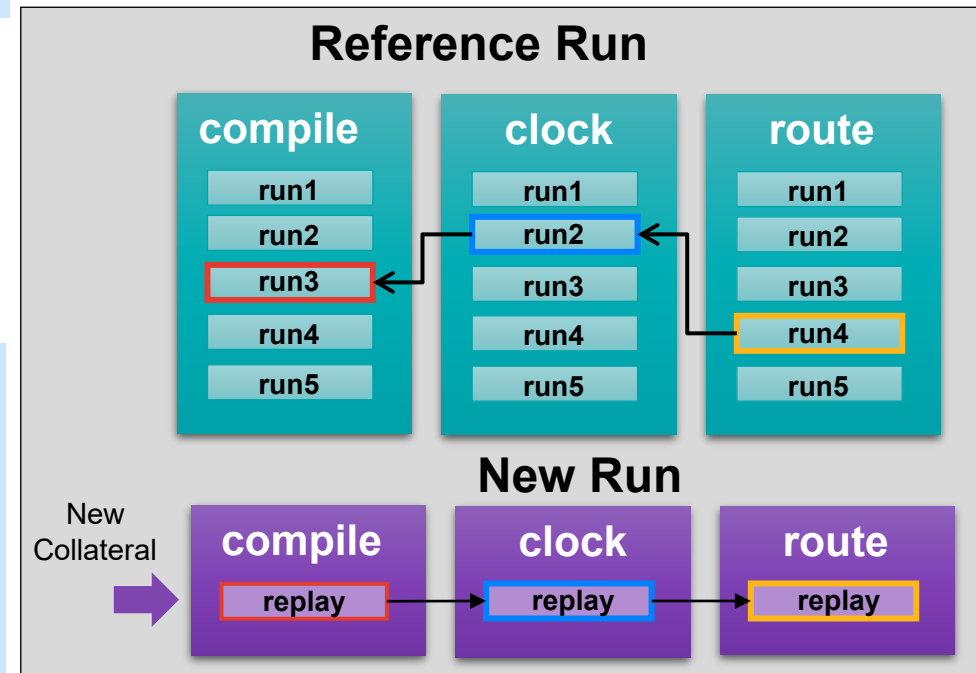 Reference Run
compile
run1
run2
run3
run4
run5
clock
run1
run2
run3
run4
run5
route
run1
run2
run3
run4
run5
New Run
New
Collateral
compile
replay
clock
replay
route
replay